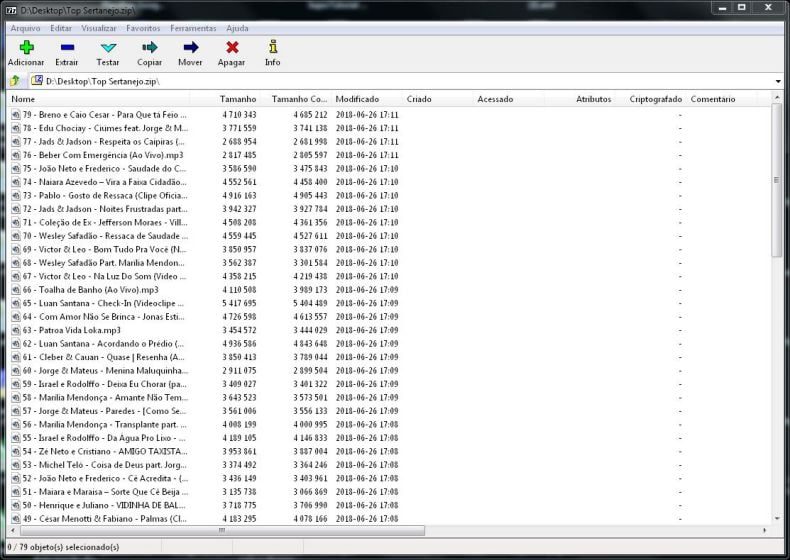 D:\Desktop\Top Sertanejo.zip\
Arquivo Editar Visualizar Favoritos Ferramentas Ajuda
Adicionar Extrair Testar Copiar Mover Apagar Info
D:\Desktop\Top Sertanejo.zip\
Nome Tamanho Tamanho Co... Modificado Criado Acessado Atributos Criptografado Comentário
79 - Breno e Caio Cesar - Para Que tá Feio ... 4 710 343 4 685 212 2018-06-26 17:11 -
78 - Edu Chociay - Ciúmes feat. Jorge & M... 3 771 559 3 741 138 2018-06-26 17:11 -
77 - Jads & Jadson - Respeita os Caipiras (... 2 688 954 2 681 998 2018-06-26 17:11 -
76 - Beber Com Emergência (Ao Vivo).mp3 2 817 485 2 805 597 2018-06-26 17:11 -
75 - João Neto e Frederico - Saudade do C... 3 586 590 3 475 843 2018-06-26 17:10 -
74 - Naiara Azevedo – Vira a Faixa Cidadão... 4 552 561 4 458 400 2018-06-26 17:10 -
73 - Pablo - Gosto de Ressaca (Clipe Oficia... 4 916 163 4 905 443 2018-06-26 17:10 -
72 - Jads & Jadson - Noites Frustradas part... 3 942 327 3 927 784 2018-06-26 17:10 -
71 - Coleção de Ex - Jefferson Moraes - Vill... 4 508 208 4 361 356 2018-06-26 17:10 -
70 - Wesley Safadão - Ressaca de Saudade ... 4 559 445 4 527 611 2018-06-26 17:10 -
69 - Victor & Leo - Bom Tudo Pra Você (N... 3 850 957 3 837 076 2018-06-26 17:10 -
68 - Wesley Safadão Part. Marilia Mendon... 3 562 387 3 301 584 2018-06-26 17:10 -
67 - Victor & Leo - Na Luz Do Som (Video ... 4 358 215 4 219 438 2018-06-26 17:10 -
66 - Toalha de Banho (Ao Vivo).mp3 4 110 508 3 989 173 2018-06-26 17:09 -
65 - Luan Santana - Check-In (Videoclipe ... 5 417 695 5 404 489 2018-06-26 17:09 -
64 - Com Amor Não Se Brinca - Jonas Esti... 4 726 598 4 613 557 2018-06-26 17:09 -
63 - Patroa Vida Loka.mp3 3 454 572 3 444 029 2018-06-26 17:09 -
62 - Luan Santana - Acordando o Prédio (... 4 936 586 4 843 648 2018-06-26 17:09 -
61 - Cleber & Cauan - Quase | Resenha (A... 3 850 413 3 789 044 2018-06-26 17:09 -
60 - Jorge & Mateus - Menina Maluquinha... 2 911 075 2 899 504 2018-06-26 17:09 -
59 - Israel e Rodolffo - Deixa Eu Chorar (pa... 3 409 027 3 401 322 2018-06-26 17:09 -
58 - Marilia Mendonça - Amante Não Tem... 3 643 523 3 573 501 2018-06-26 17:09 -
57 - Jorge & Mateus - Paredes - [Como Se... 3 561 006 3 556 133 2018-06-26 17:09 -
56 - Marilia Mendonça - Transplante part. ... 4 008 199 4 000 995 2018-06-26 17:08 -
55 - Israel e Rodolffo - Da Agua Pro Lixo - ... 4 189 105 4 146 833 2018-06-26 17:08 -
54 - Zé Neto e Cristiano - AMIGO TAXISTA... 3 953 861 3 887 004 2018-06-26 17:08 -
53 - Michel Teló - Coisa de Deus part. Jorg... 3 374 492 3 364 246 2018-06-26 17:08 -
52 - João Neto e Frederico - Cê Acredita - (... 3 436 149 3 403 961 2018-06-26 17:08 -
51 - Maiara e Maraisa – Sorte Que Cê Beija ... 3 135 738 3 066 869 2018-06-26 17:08 -
50 - Henrique e Juliano - VIDINHA DE BAL... 3 718 775 3 706 990 2018-06-26 17:08 -
49 - César Menotti & Fabiano - Palmas (Cl... 4 183 295 4 078 166 2018-06-26 17:08 -
0 / 79 objeto(s) selecionado(s)